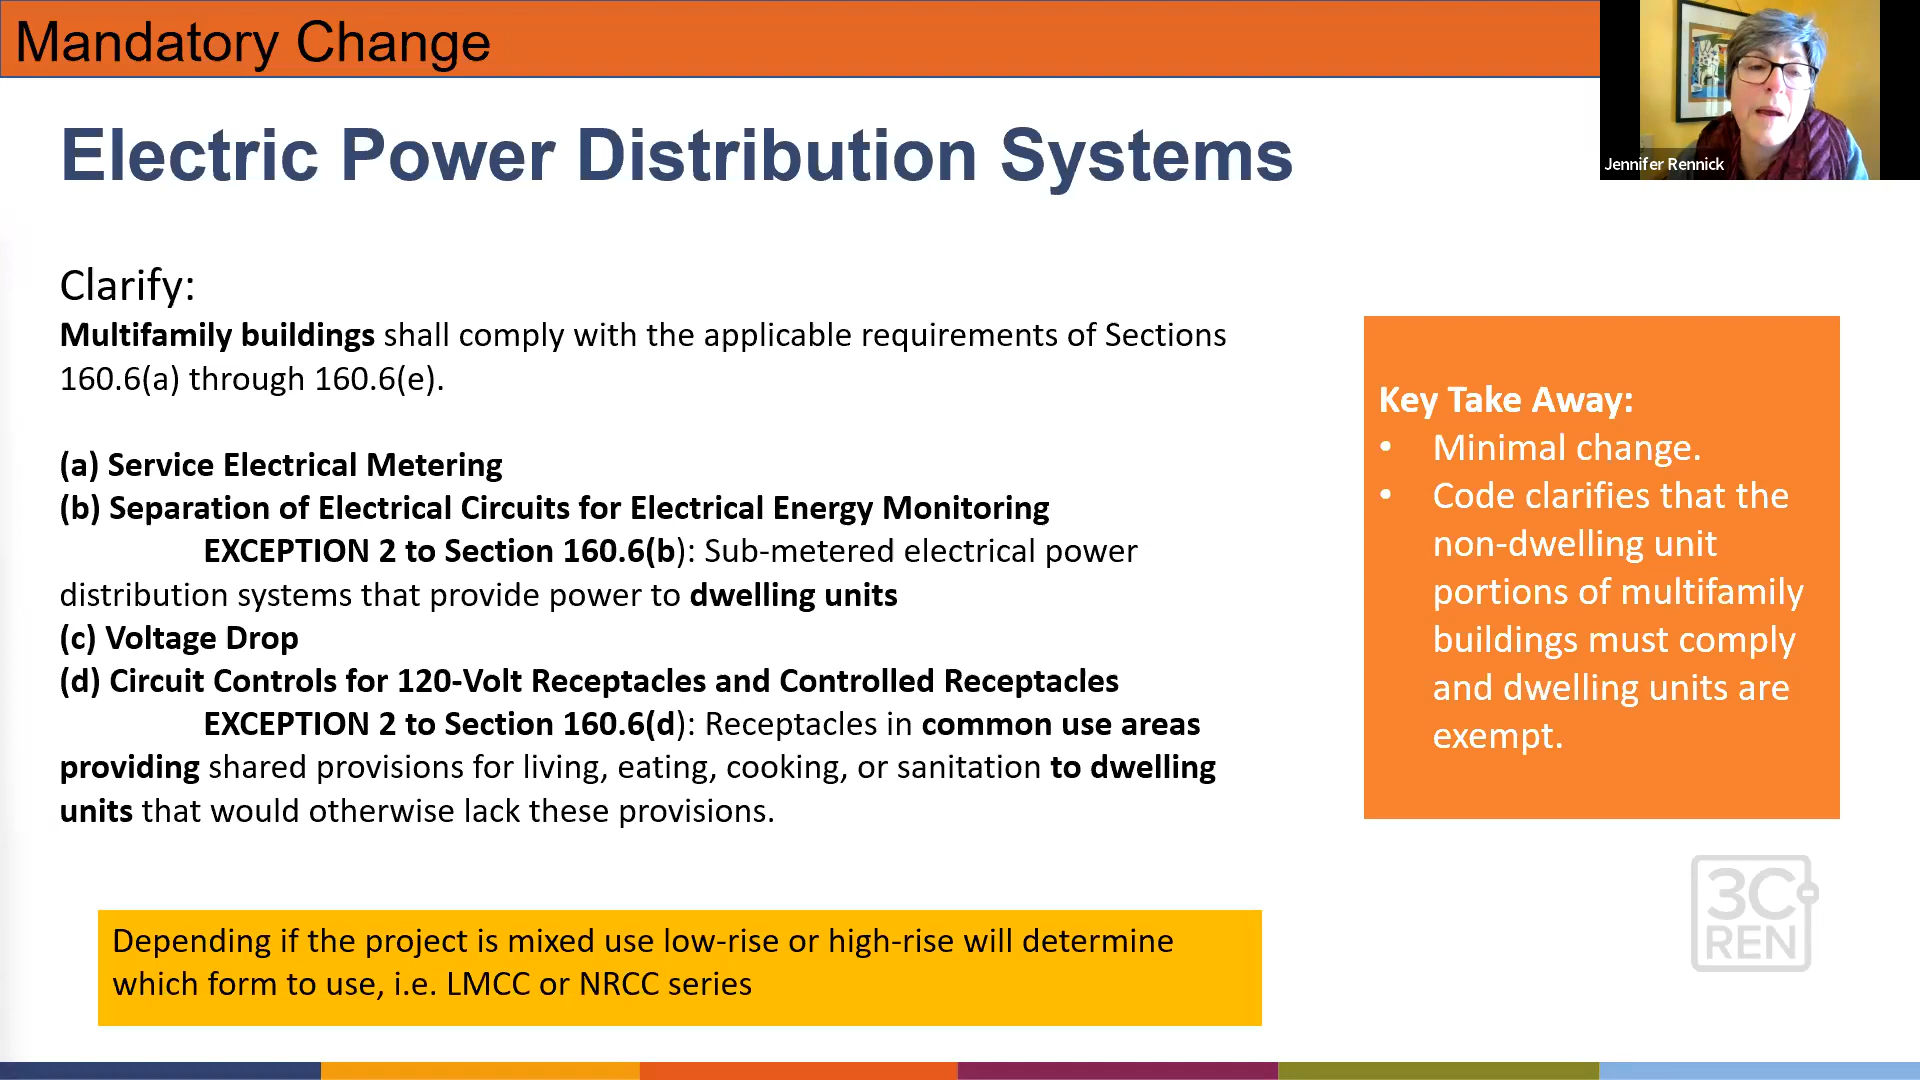 Mandatory Change
Jennifer Rennick
Electric Power Distribution Systems
Clarify:
Multifamily buildings shall comply with the applicable requirements of Sections
160.6(a) through 160.6(e).
(a) Service Electrical Metering
(b) Separation of Electrical Circuits for Electrical Energy Monitoring
EXCEPTION 2 to Section 160.6(b): Sub-metered electrical power
distribution systems that provide power to dwelling units
(c) Voltage Drop
(d) Circuit Controls for 120-Volt Receptacles and Controlled Receptacles
EXCEPTION 2 to Section 160.6(d): Receptacles in common use areas
providing shared provisions for living, eating, cooking, or sanitation to dwelling
units that would otherwise lack these provisions.
Key Take Away:
• Minimal change.
• Code clarifies that the
non-dwelling unit
portions of multifamily
buildings must comply
and dwelling units are
exempt.
Depending if the project is mixed use low-rise or high-rise will determine
which form to use, i.e. LMCC or NRCC series
3C
REN